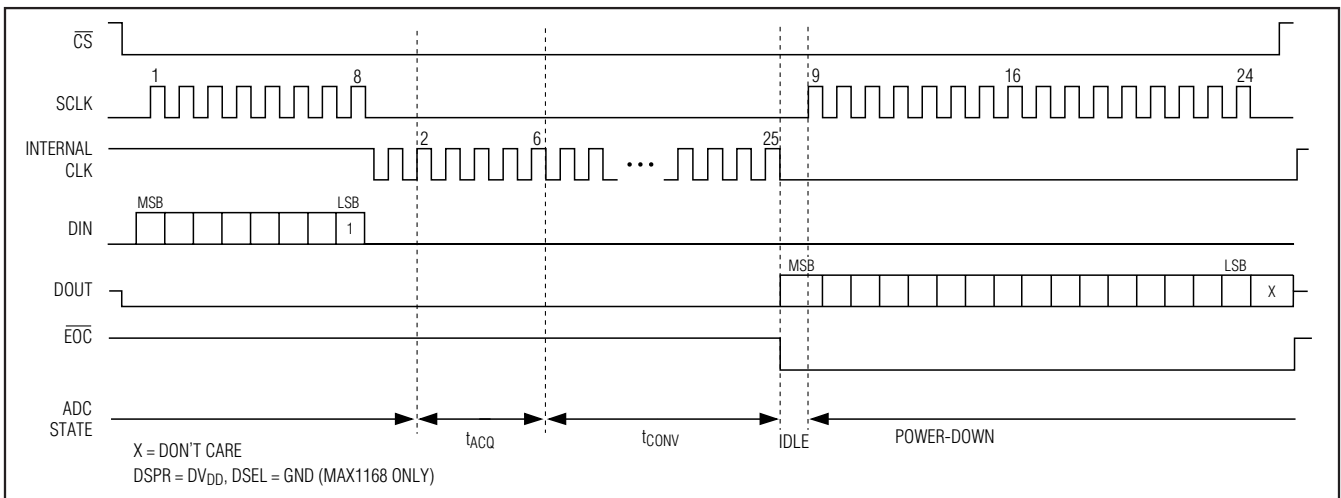 CS
1 8 9 16 24
SCLK
INTERNAL
CLK
2 6 ••• 25
MSB LSB
DIN 1
MSB LSB
DOUT X
EOC
ADC
STATE
tACQ tCONV IDLE POWER-DOWN
X = DON'T CARE
DSPR = DVDD, DSEL = GND (MAX1168 ONLY)